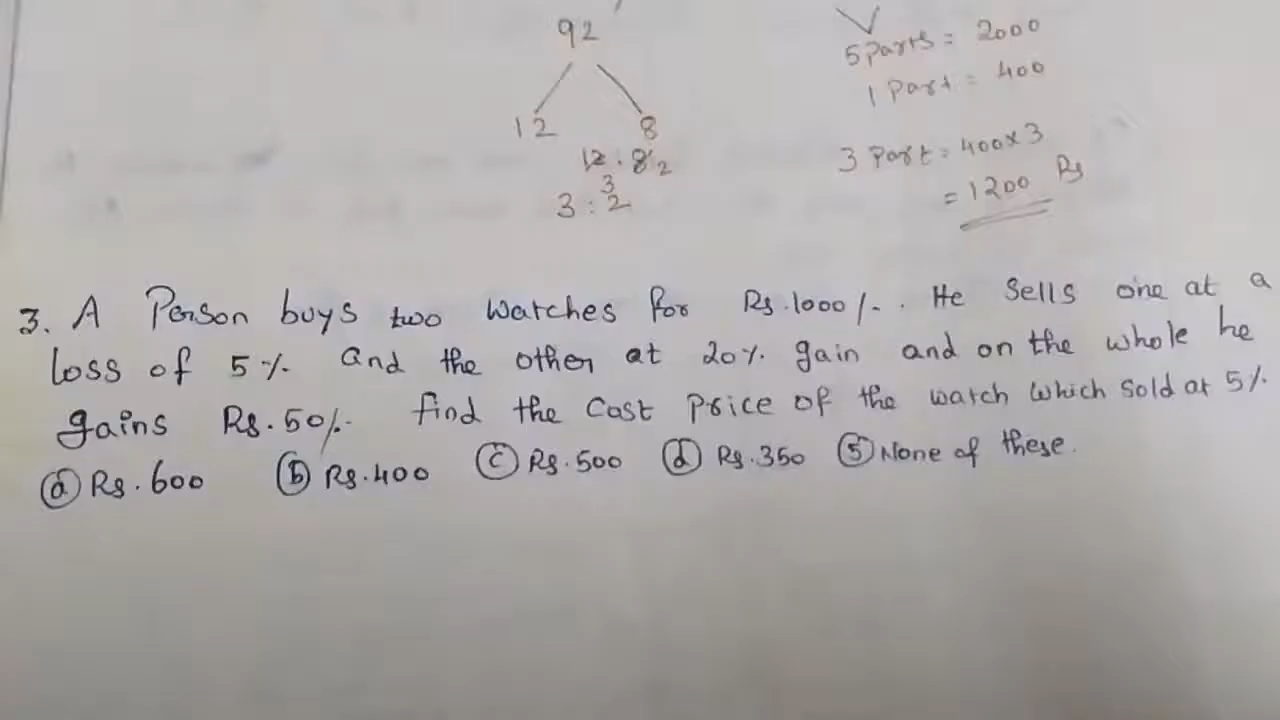 92
12 8
12 : 8 2
3
3 : 2
5 Parts = 2000
1 Part = 400
3 Part = 400x3
= 1200 Rs
3. A Person buys two watches for Rs.1000/-. He Sells one at a
loss of 5%. and the other at 20%. gain and on the whole he
gains Rs.50/- find the Cost Price of the watch which Sold at 5%.
(a) Rs.600 (b) Rs.400 (c) Rs.500 (d) Rs.350 (5) None of these.